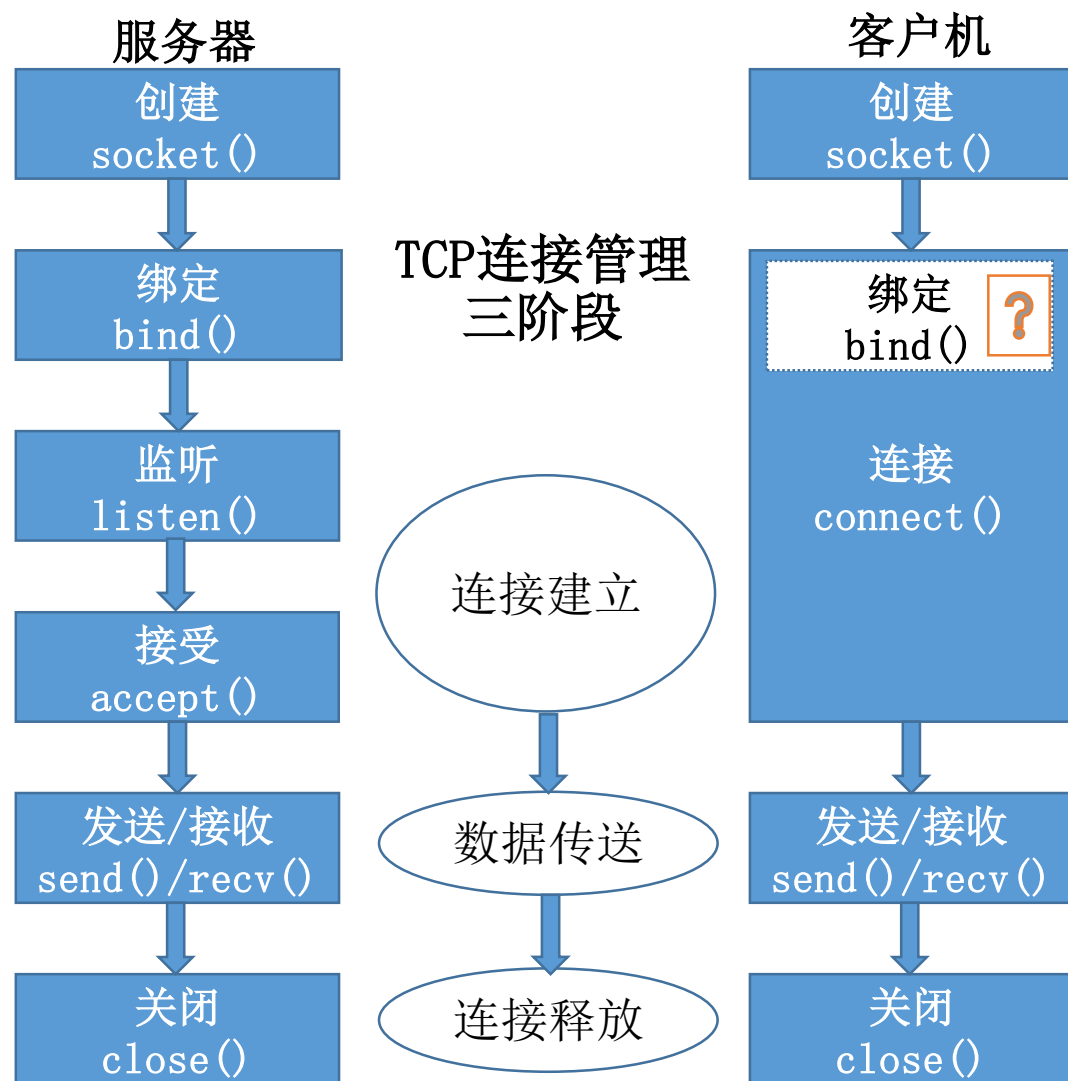 服务器
创建
socket()
绑定
bind()
监听
listen()
接受
accept()
发送/接收
send()/recv()
关闭
close()
TCP连接管理
三阶段
连接建立
数据传送
连接释放
客户机
创建
socket()
绑定
bind()
?
连接
connect()
发送/接收
send()/recv()
关闭
close()